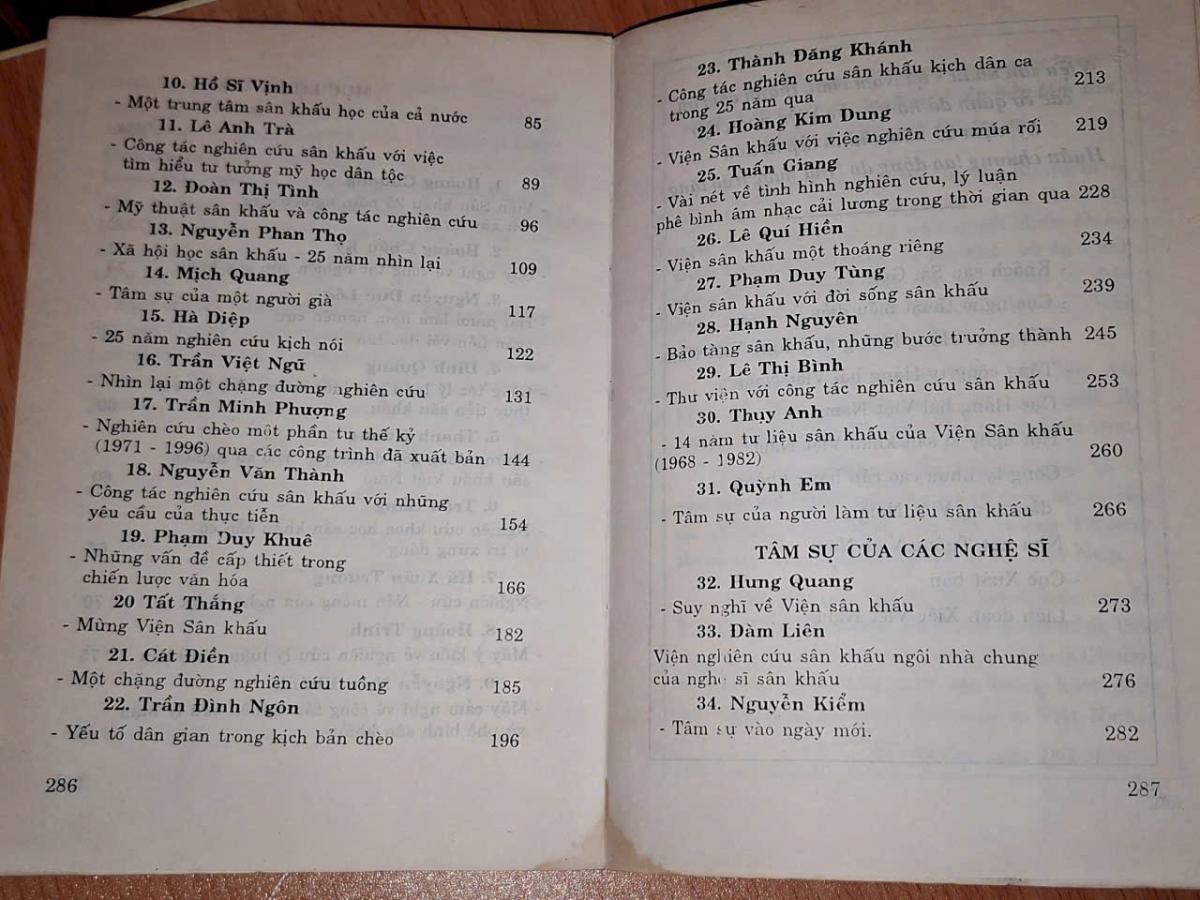 10. Hồ Sĩ Vịnh
- Một trung tâm sân khấu học của cả nước 85
11. Lê Anh Trà
- Công tác nghiên cứu sân khấu với việc
tìm hiểu tư tưởng mỹ học dân tộc 89
12. Đoàn Thị Tình
- Mỹ thuật sân khấu và công tác nghiên cứu 96
13. Nguyễn Phan Thọ
- Xã hội học sân khấu - 25 năm nhìn lại 109
14. Mịch Quang
- Tâm sự của một người già 117
15. Hà Diệp
- 25 năm nghiên cứu kịch nói 122
16. Trần Việt Ngữ
- Nhìn lại một chặng đường nghiên cứu 131
17. Trần Minh Phượng
- Nghiên cứu chèo một phần tư thế kỷ
(1971 - 1996) qua các công trình đã xuất bản 144
18. Nguyễn Văn Thành
- Công tác nghiên cứu sân khấu với những
yêu cầu của thực tiễn 154
19. Phạm Duy Khuê
- Những vấn đề cấp thiết trong
chiến lược văn hóa 166
20 Tất Thắng
- Mừng Viện Sân khấu 182
21. Cát Điền
- Một chặng đường nghiên cứu tuồng 185
22. Trần Đình Ngôn
- Yếu tố dân gian trong kịch bản chèo 196
286
23. Thành Đăng Khánh
- Công tác nghiên cứu sân khấu kịch dân ca
trong 25 năm qua 213
24. Hoàng Kim Dung
- Viện Sân khấu với việc nghiên cứu múa rối 219
25. Tuấn Giang
- Vài nét về tình hình nghiên cứu, lý luận
phê bình âm nhạc cải lương trong thời gian qua 228
26. Lê Quí Hiền
- Viện sân khấu một thoáng riêng 234
27. Phạm Duy Tùng
- Viện sân khấu với đời sống sân khấu 239
28. Hạnh Nguyên
- Bảo tàng sân khấu, những bước trưởng thành 245
29. Lê Thị Bình
- Thư viện với công tác nghiên cứu sân khấu 253
30. Thụy Anh
- 14 năm tư liệu sân khấu của Viện Sân khấu
(1968 - 1982) 260
31. Quỳnh Em
- Tâm sự của người làm tư liệu sân khấu 266
TÂM SỰ CỦA CÁC NGHỆ SĨ
32. Hưng Quang
- Suy nghĩ về Viện sân khấu 273
33. Đàm Liên
Viện nghiên cứu sân khấu ngôi nhà chung
của nghệ sĩ sân khấu 276
34. Nguyễn Kiểm
- Tâm sự vào ngày mới. 282
287